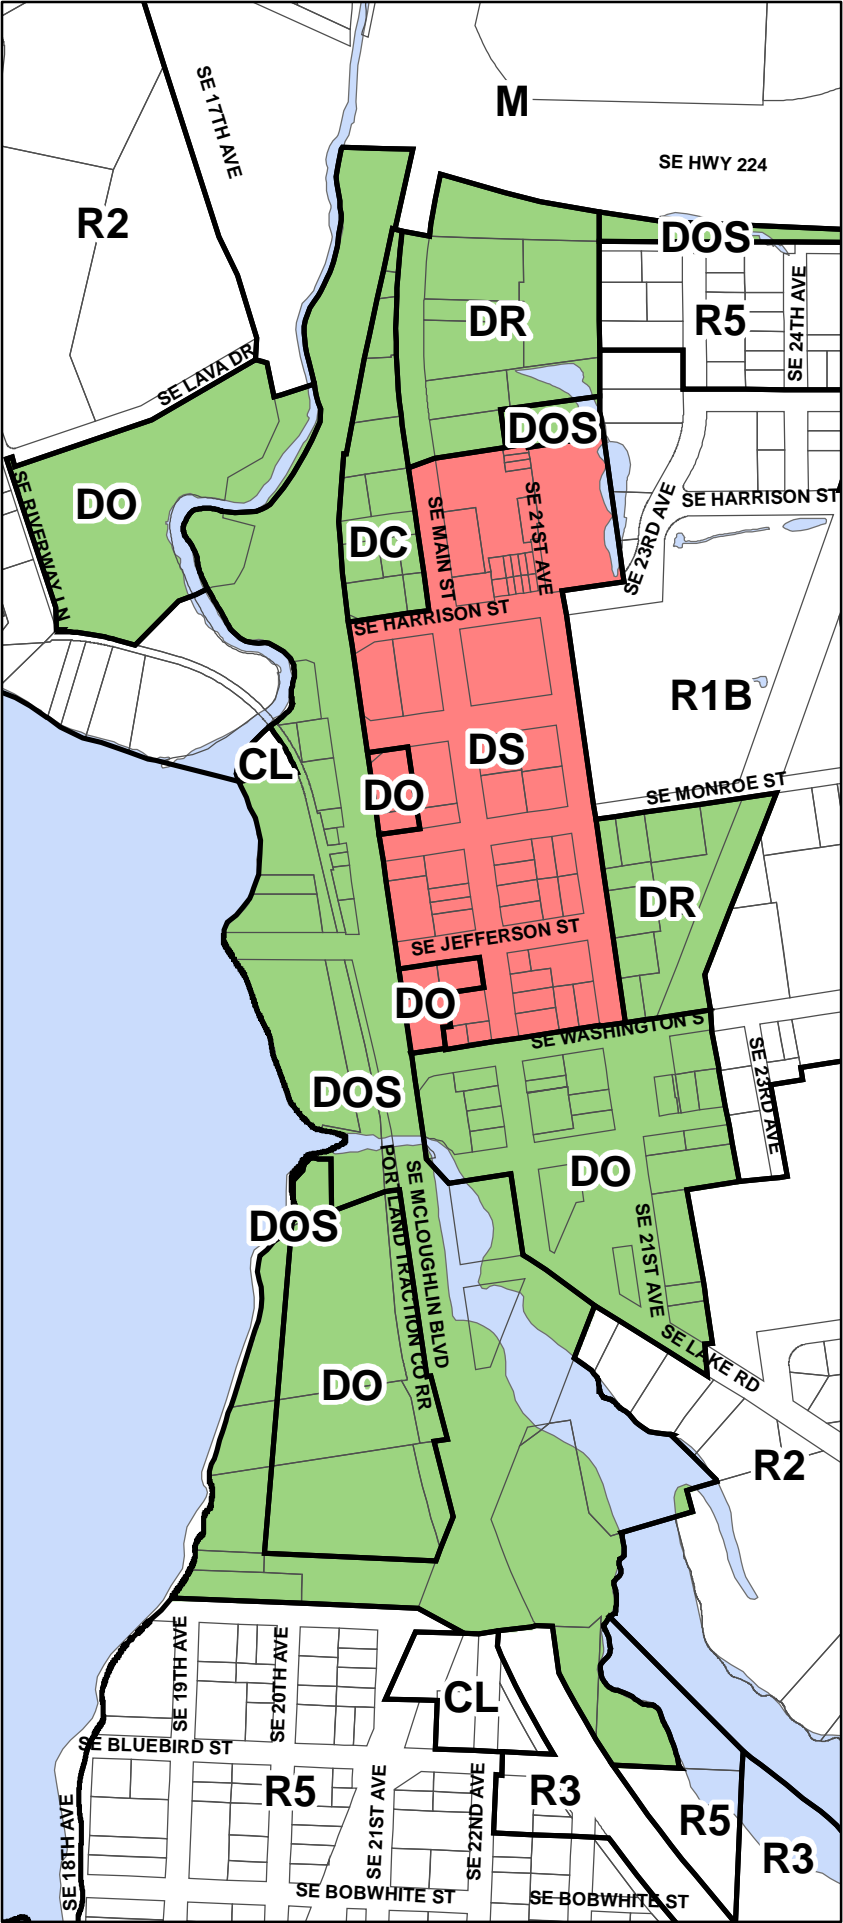 SE 17TH AVE
M
SE HWY 224
R2
DOS
DR
R5
SE 24TH AVE
SE LAVA DR
DOS
DO
SE RIVERWAY LN
DC
SE MAIN ST
SE 21ST AVE
SE 23RD AVE
SE HARRISON ST
SE HARRISON ST
R1B
DS
CL
DO
SE MONROE ST
DR
SE JEFFERSON ST
DO
SE WASHINGTON S
SE 23RD AVE
DOS
DO
PORTLAND TRACTION CO RR
SE MCLOUGHLIN BLVD
DOS
SE 21ST AVE
SE LAKE RD
DO
R2
SE 19TH AVE
SE 20TH AVE
CL
SE BLUEBIRD ST
R5
SE 21ST AVE
SE 22ND AVE
R3
R5
R3
SE 18TH AVE
SE BOBWHITE ST
SE BOBWHITE ST